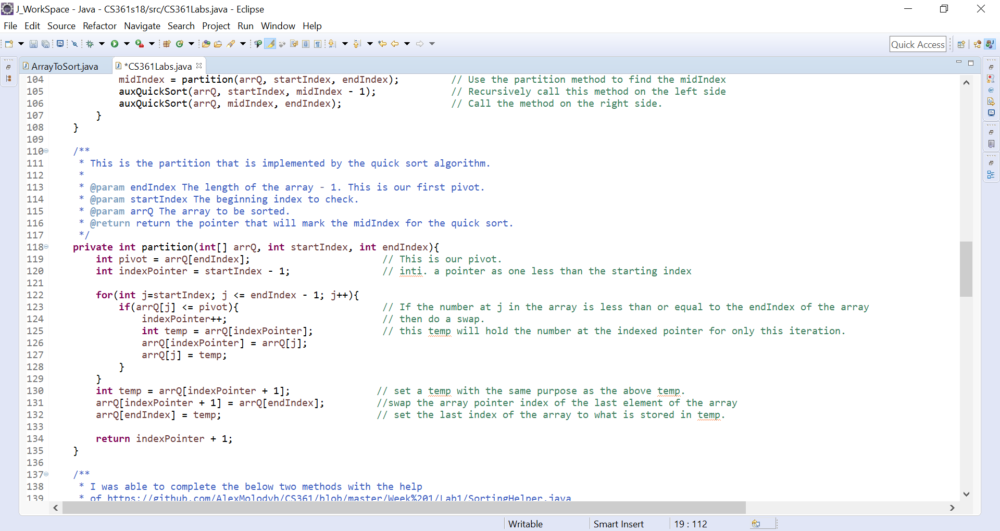 J_WorkSpace - Java - CS361s18/src/CS361Labs.java - Eclipse
File Edit Source Refactor Navigate Search Project Run Window Help
Quick Access
ArrayToSort.java *CS361Labs.java
104 midIndex = partition(arrQ, startIndex, endIndex); // Use the partition method to find the midIndex
105 auxQuickSort(arrQ, startIndex, midIndex - 1); // Recursively call this method on the left side
106 auxQuickSort(arrQ, midIndex, endIndex); // Call the method on the right side.
107 }
108 }
109
110 /**
111 * This is the partition that is implemented by the quick sort algorithm.
112 *
113 * @param endIndex The length of the array - 1. This is our first pivot.
114 * @param startIndex The beginning index to check.
115 * @param arrQ The array to be sorted.
116 * @return return the pointer that will mark the midIndex for the quick sort.
117 */
118 private int partition(int[] arrQ, int startIndex, int endIndex){
119 int pivot = arrQ[endIndex]; // This is our pivot.
120 int indexPointer = startIndex - 1; // inti. a pointer as one less than the starting index
121
122 for(int j=startIndex; j <= endIndex - 1; j++){
123 if(arrQ[j] <= pivot){ // If the number at j in the array is less than or equal to the endIndex of the array
124 indexPointer++; // then do a swap.
125 int temp = arrQ[indexPointer]; // this temp will hold the number at the indexed pointer for only this iteration.
126 arrQ[indexPointer] = arrQ[j];
127 arrQ[j] = temp;
128 }
129 }
130 int temp = arrQ[indexPointer + 1]; // set a temp with the same purpose as the above temp.
131 arrQ[indexPointer + 1] = arrQ[endIndex]; //swap the array pointer index of the last element of the array
132 arrQ[endIndex] = temp; // set the last index of the array to what is stored in temp.
133
134 return indexPointer + 1;
135 }
136
137 /**
138 * I was able to complete the below two methods with the help
139 * of https://github.com/AlexMolodyh/CS361/blob/master/Week%201/Lab1/SortingHelper.java
Writable Smart Insert 19 : 112